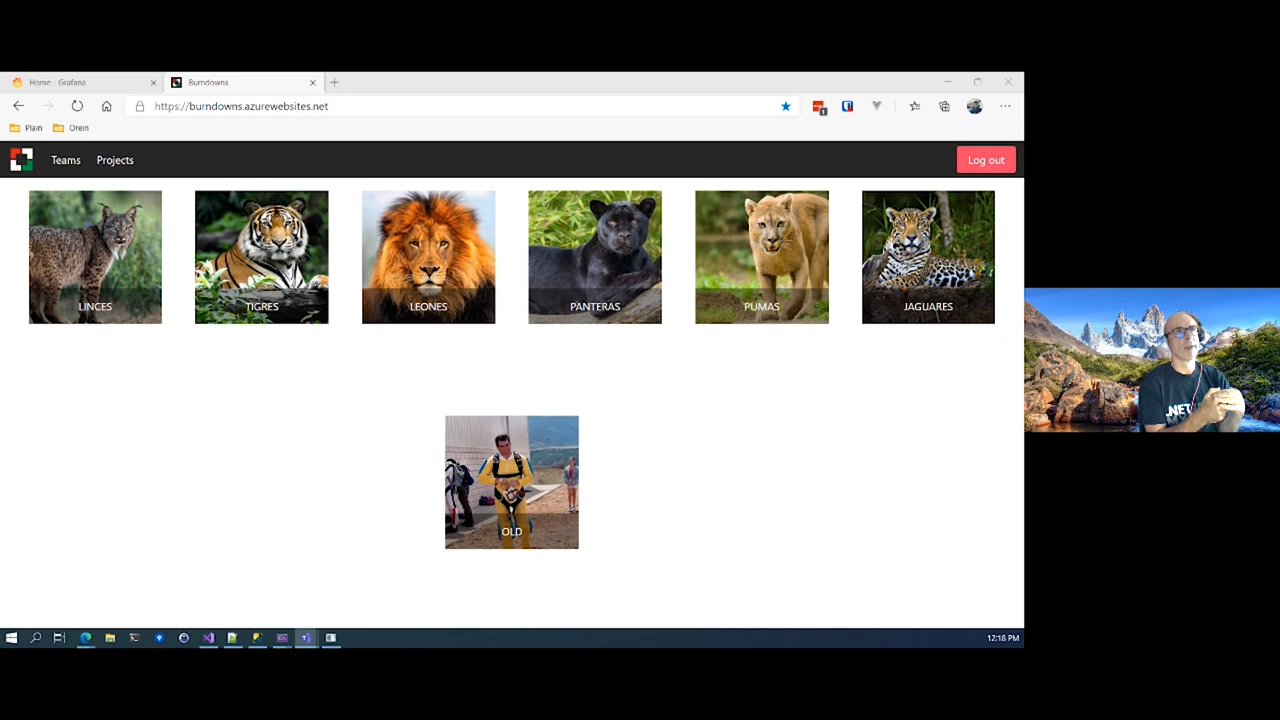 Home - Grafana
Burndowns
https://burndowns.azurewebsites.net
1
Plain
Orein
Teams
Projects
Log out
LINCES
TIGRES
LEONES
PANTERAS
PUMAS
JAGUARES
.NET
OLD
12:18 PM